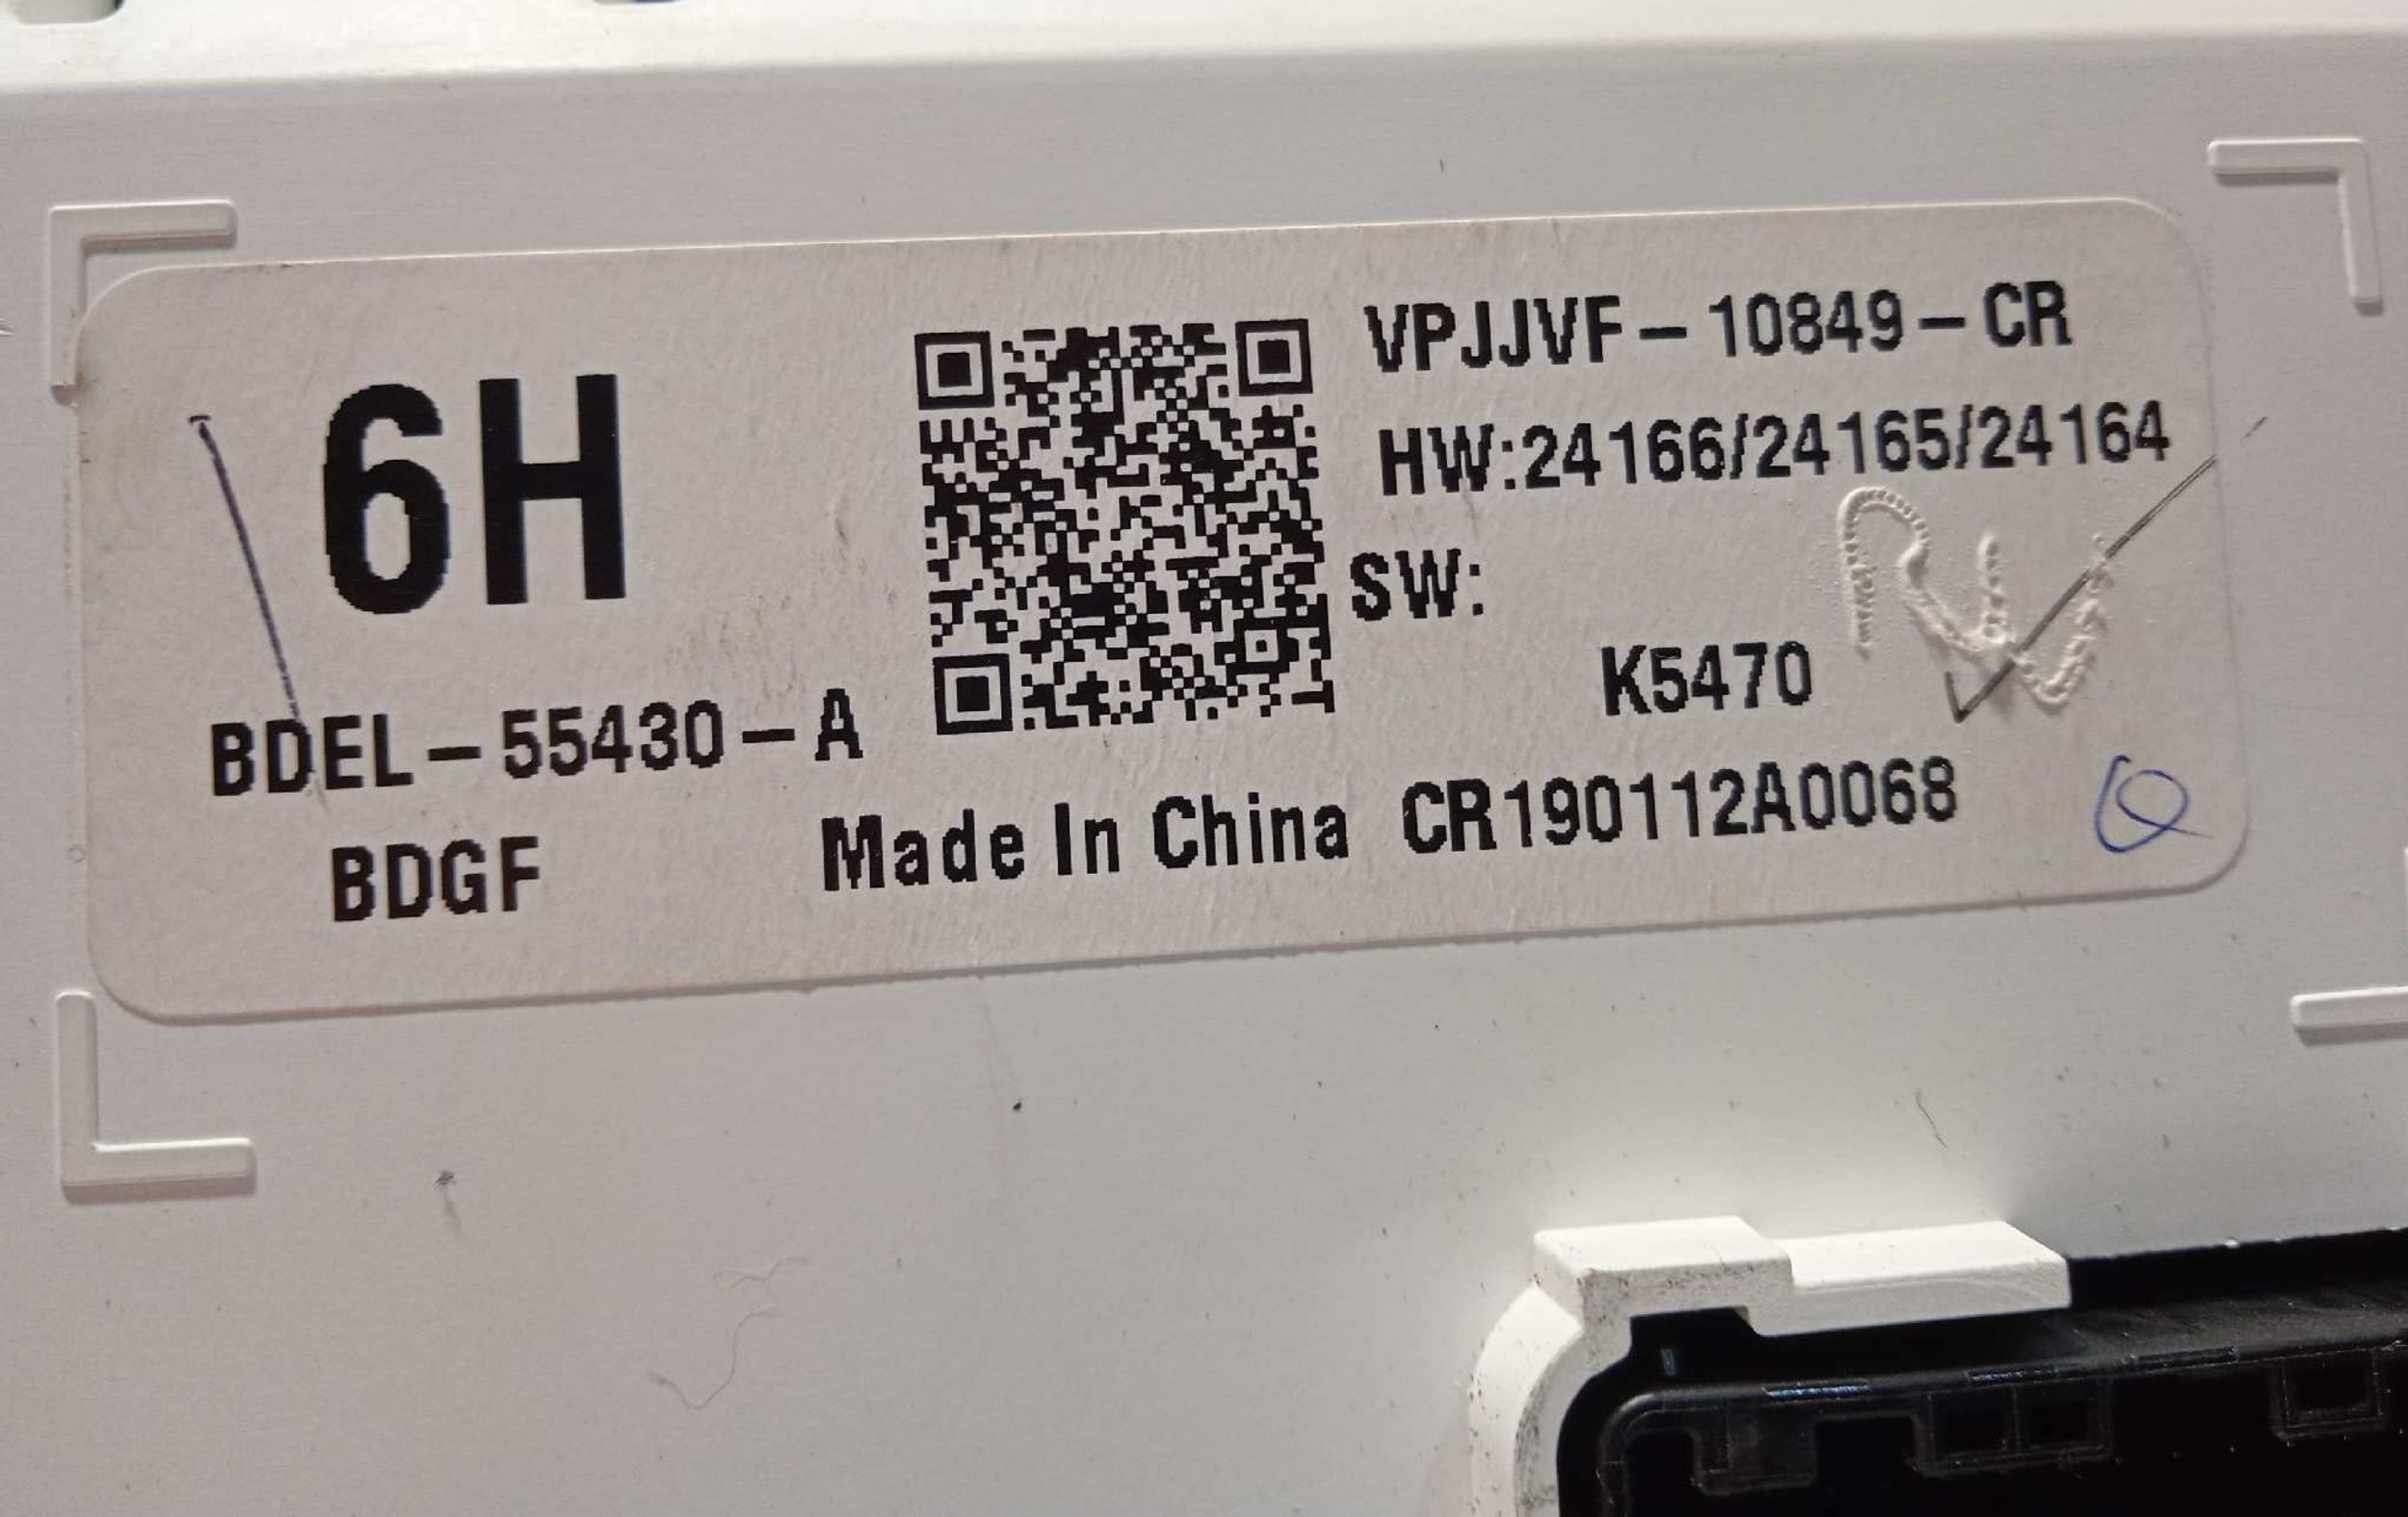 6H
BDEL-55430-A
BDGF
VPJJVF-10849-CR
HW:24166/24165/24164
SW:
K5470
Made In China CR190112A0068